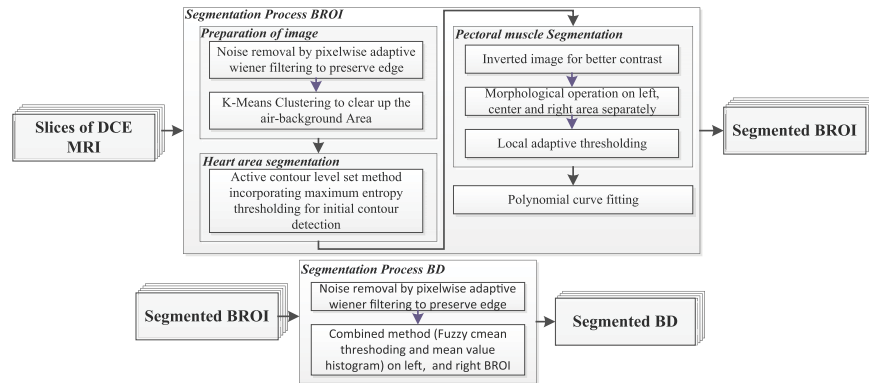 Segmentation Process BROI
Preparation of image
Noise removal by pixelwise adaptive
wiener filtering to preserve edge
K-Means Clustering to clear up the
air-background Area
Heart area segmentation
Active contour level set method
incorporating maximum entropy
thresholding for initial contour
detection
Slices of DCE
MRI
Pectoral muscle Segmentation
Inverted image for better contrast
Morphological operation on left,
center and right area separately
Local adaptive thresholding
Polynomial curve fitting
Segmented BROI
Segmentation Process BD
Noise removal by pixelwise adaptive
wiener filtering to preserve edge
Combined method (Fuzzy cmean
threshoding and mean value
histogram) on left, and right BROI
Segmented BROI
Segmented BD